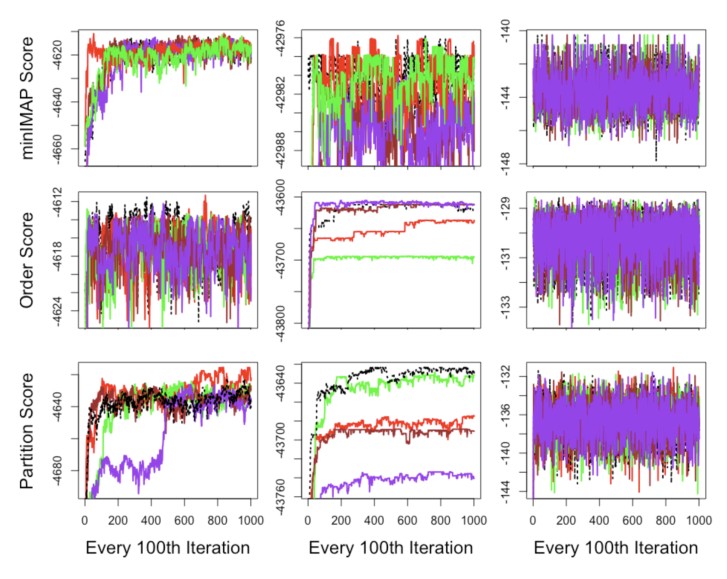 minIMAP Score
-4660 -4640 -4620
-42988 -42982 -42976
-148 -144 -140
Order Score
-4624 -4618 -4612
-43800 -43700 -43600
-133 -131 -129
Partition Score
-4680 -4640
-43760 -43700 -43640
-144 -140 -136 -132
0 200 400 600 800 1000
0 200 400 600 800 1000
0 200 400 600 800 1000
Every 100th Iteration
Every 100th Iteration
Every 100th Iteration